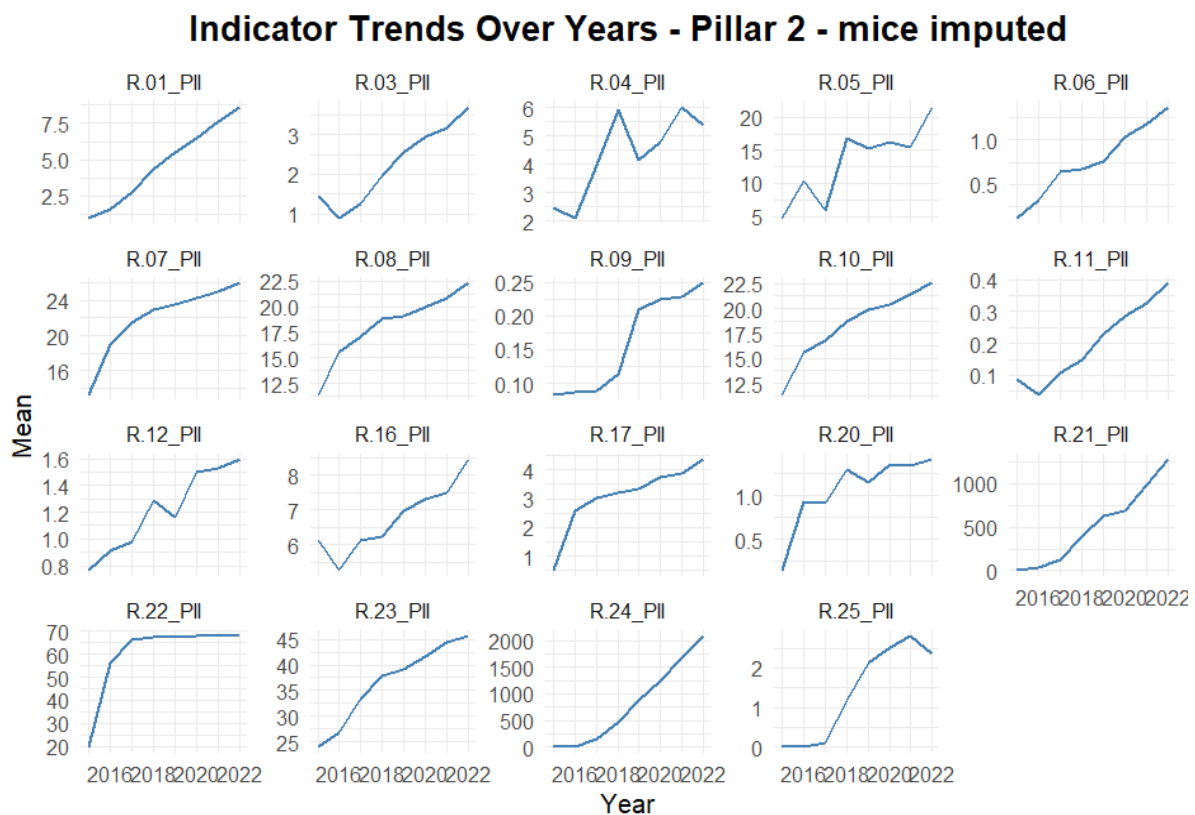 Indicator Trends Over Years - Pillar 2 - mice imputed
R.01_PII
R.03_PII
R.04_PII
R.05_PII
R.06_PII
7.5
5.0
2.5
3
2
1
6
5
4
3
2
20
15
10
5
1.0
0.5
R.07_PII
R.08_PII
R.09_PII
R.10_PII
R.11_PII
24
20
16
22.5
20.0
17.5
15.0
12.5
0.25
0.20
0.15
0.10
22.5
20.0
17.5
15.0
12.5
0.4
0.3
0.2
0.1
Mean
R.12_PII
R.16_PII
R.17_PII
R.20_PII
R.21_PII
1.6
1.4
1.2
1.0
0.8
8
7
6
4
3
2
1
1.0
0.5
1000
500
0
2016 2018 2020 2022
R.22_PII
R.23_PII
R.24_PII
R.25_PII
70
60
50
40
30
20
45
40
35
30
25
2000
1500
1000
500
0
2
1
0
2016 2018 2020 2022
2016 2018 2020 2022
2016 2018 2020 2022
2016 2018 2020 2022
Year